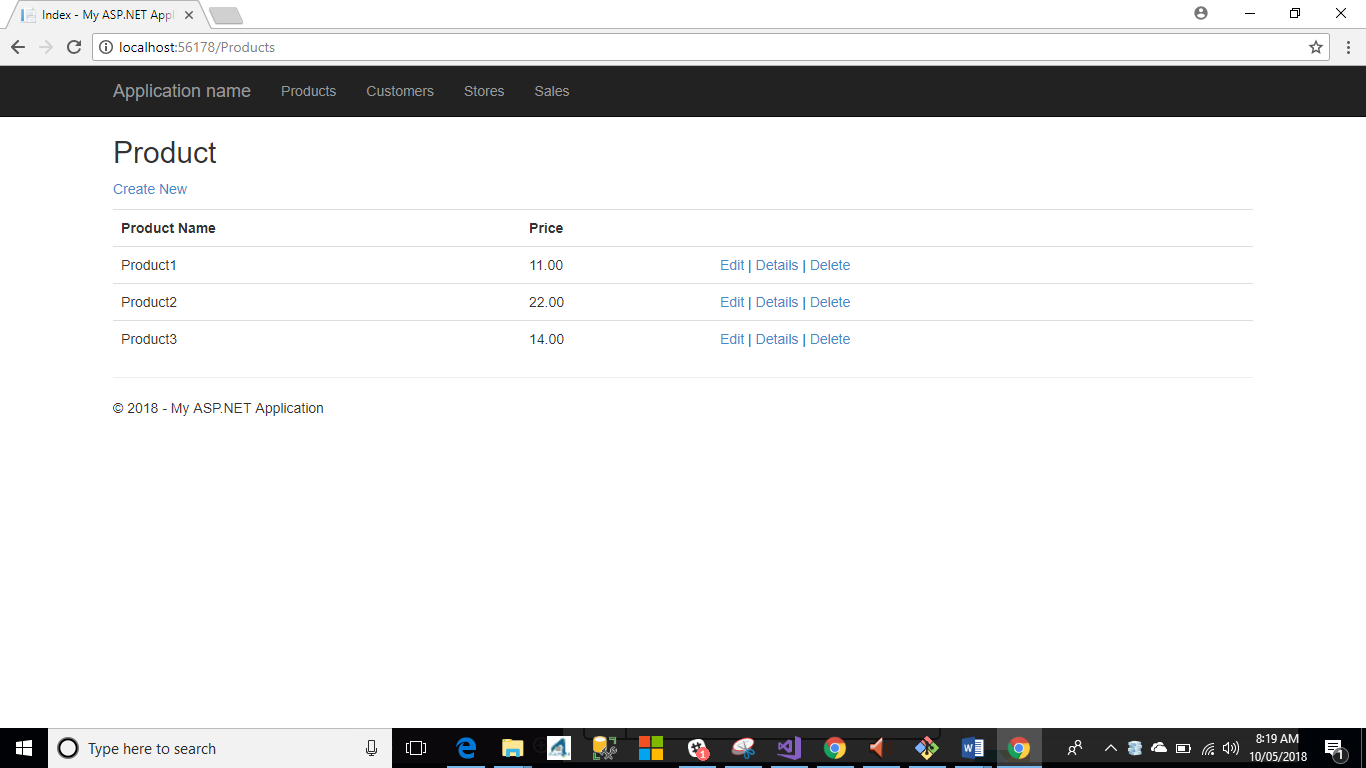 Index - My ASP.NET Appl
localhost:56178/Products
Application name Products Customers Stores Sales
Product
Create New
Product Name Price
Product1 11.00 Edit | Details | Delete
Product2 22.00 Edit | Details | Delete
Product3 14.00 Edit | Details | Delete
© 2018 - My ASP.NET Application
Type here to search
1
8:19 AM
10/05/2018
1